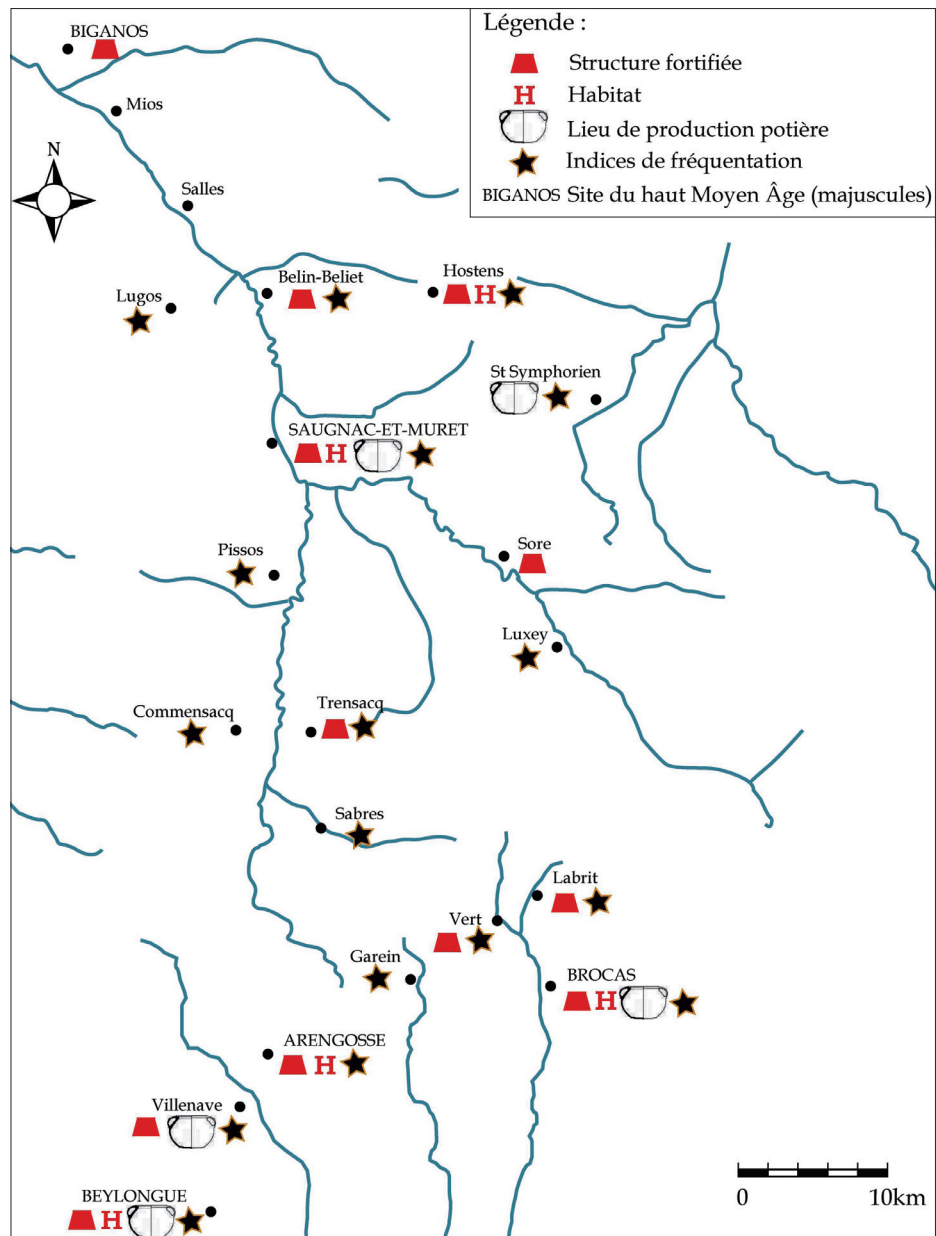 Légende :
Structure fortifiée
H Habitat
Lieu de production potière
Indices de fréquentation
BIGANOS Site du haut Moyen Âge (majuscules)
BIGANOS
Mios
N
Salles
Belin-Beliet
Hostens
H
Lugos
St Symphorien
SAUGNAC-ET-MURET
H
Sore
Pissos
Luxey
Trensacq
Commensacq
Sabres
Labrit
Vert
Garein
BROCAS
H
ARENGOSSE
H
Villenave
BEYLONGUE
H
0 10km